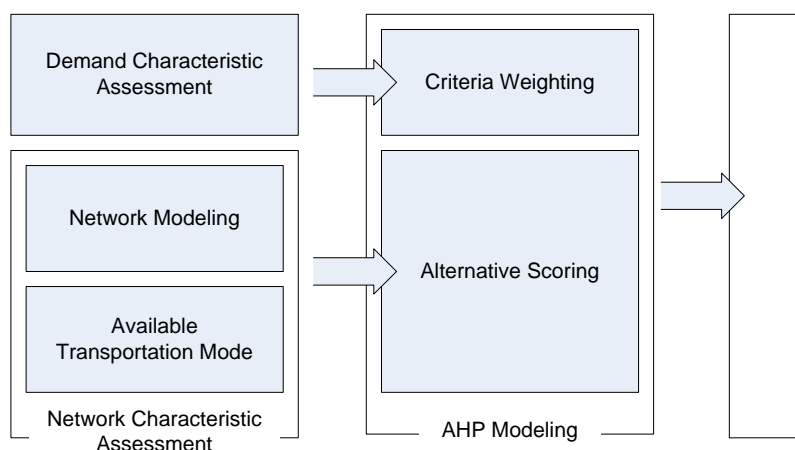 Demand Characteristic
Assessment
Criteria Weighting
Network Modeling
Alternative Scoring
Available
Transportation Mode
Network Characteristic
Assessment
AHP Modeling